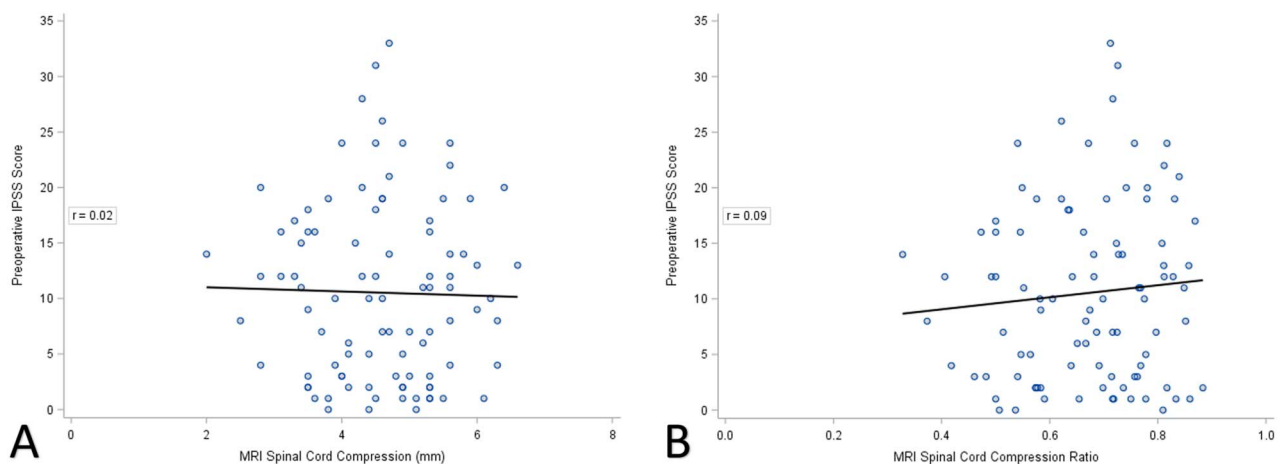 35
30
25
20
15
10
5
0
Preoperative IPSS Score
r = 0.02
0 2 4 6 8
MRI Spinal Cord Compression (mm)
A
35
30
25
20
15
10
5
0
Preoperative IPSS Score
r = 0.09
0.0 0.2 0.4 0.6 0.8 1.0
MRI Spinal Cord Compression Ratio
B